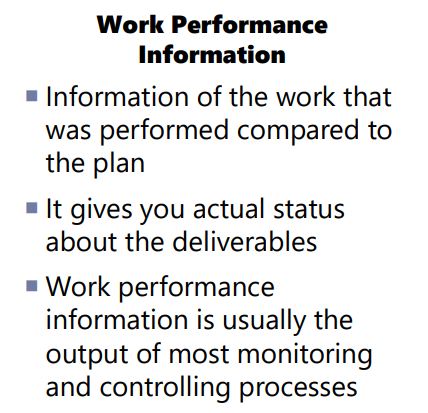 Work Performance
Information
▪ Information of the work that
was performed compared to
the plan
▪ It gives you actual status
about the deliverables
▪ Work performance
information is usually the
output of most monitoring
and controlling processes